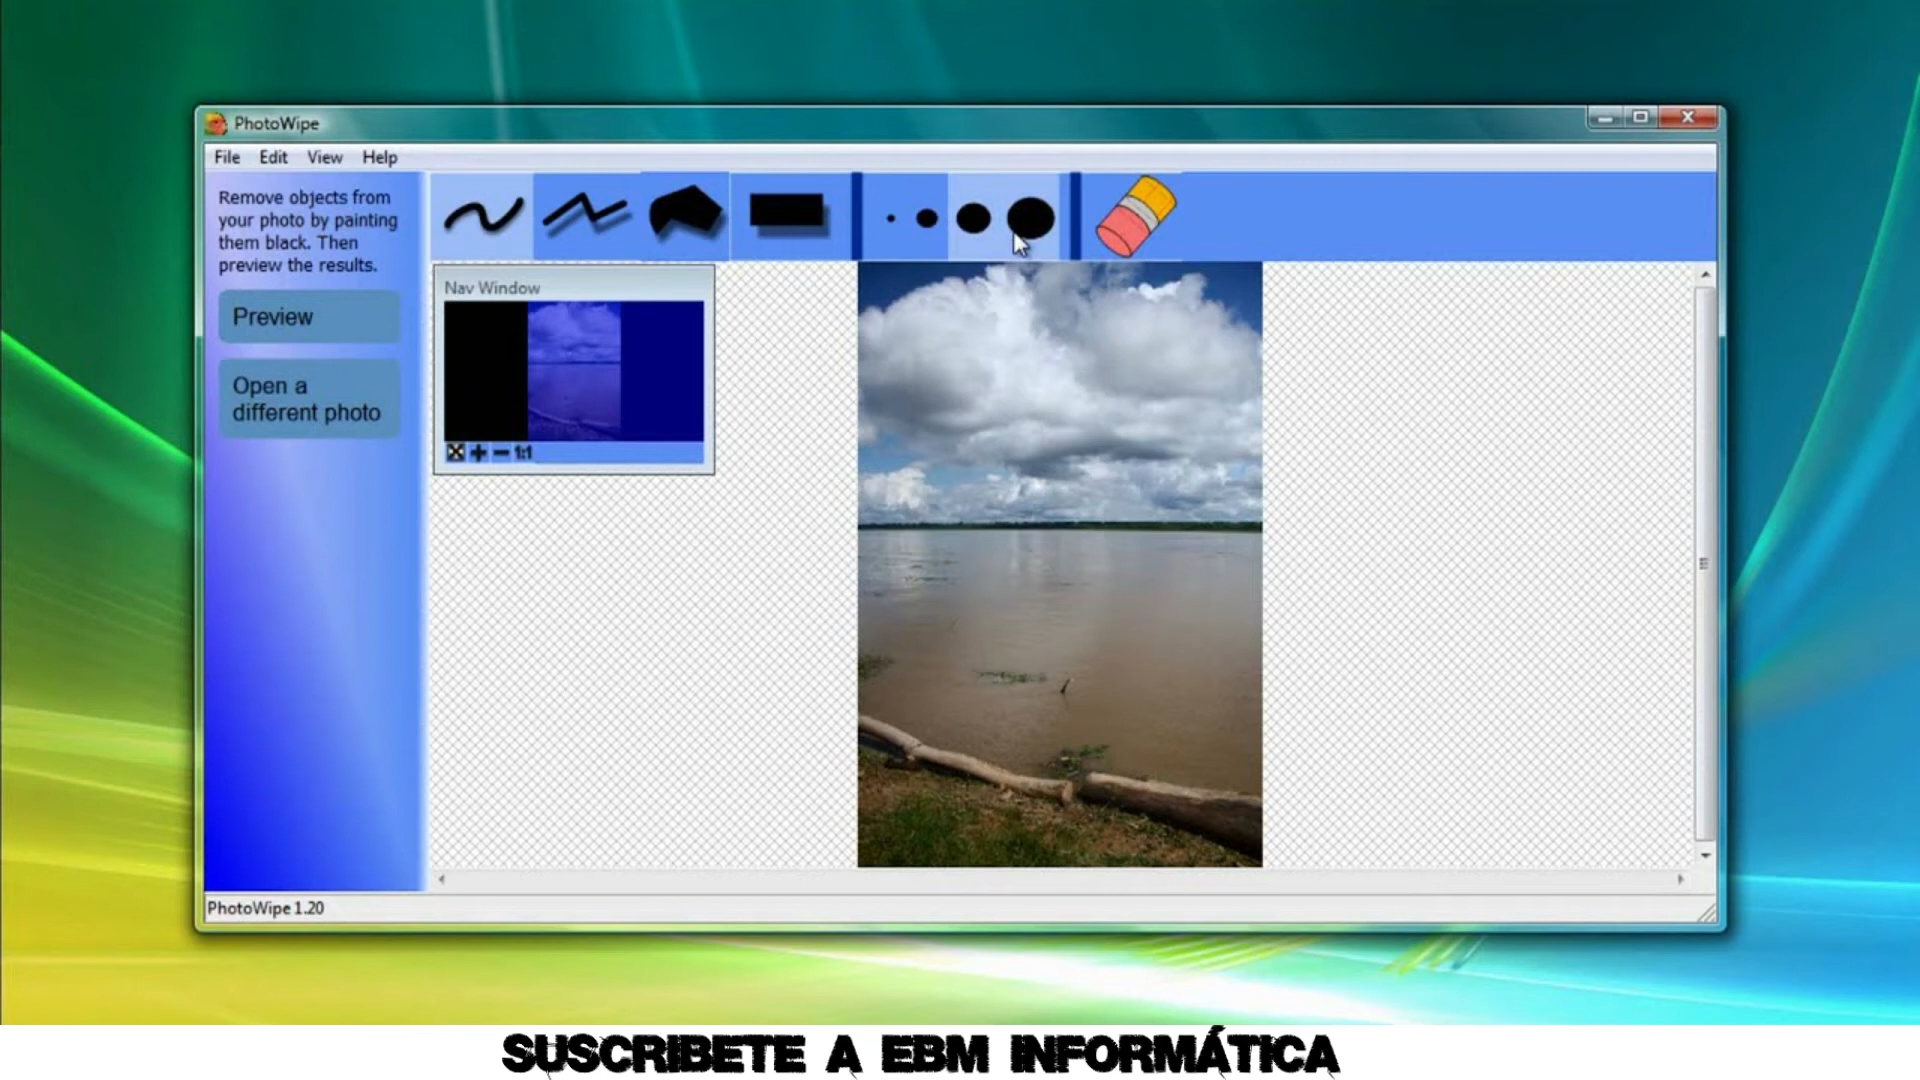 PhotoWipe
File Edit View Help
Remove objects from
your photo by painting
them black. Then
preview the results.
Preview
Open a
different photo
Nav Window
1:1
PhotoWipe 1.20
SUSCRIBETE A EBM INFORMÁTICA